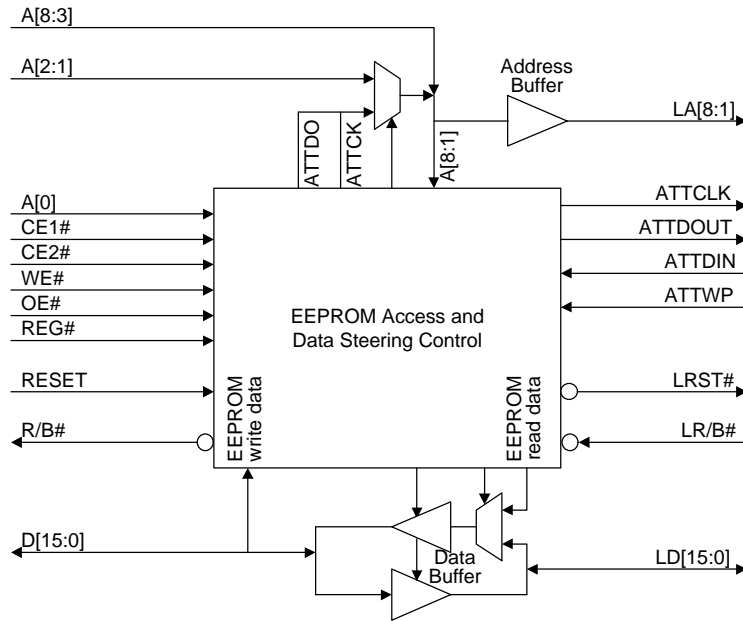 A[8:3]
A[2:1]
Address
Buffer
LA[8:1]
ATTDO
ATTCK
A[8:1]
A[0]
CE1#
CE2#
WE#
OE#
REG#
RESET
R/B#
ATTCLK
ATTDOUT
ATTDIN
ATTWP
LRST#
LR/B#
EEPROM Access and
Data Steering Control
EEPROM
write data
EEPROM
read data
D[15:0]
Data
Buffer
LD[15:0]